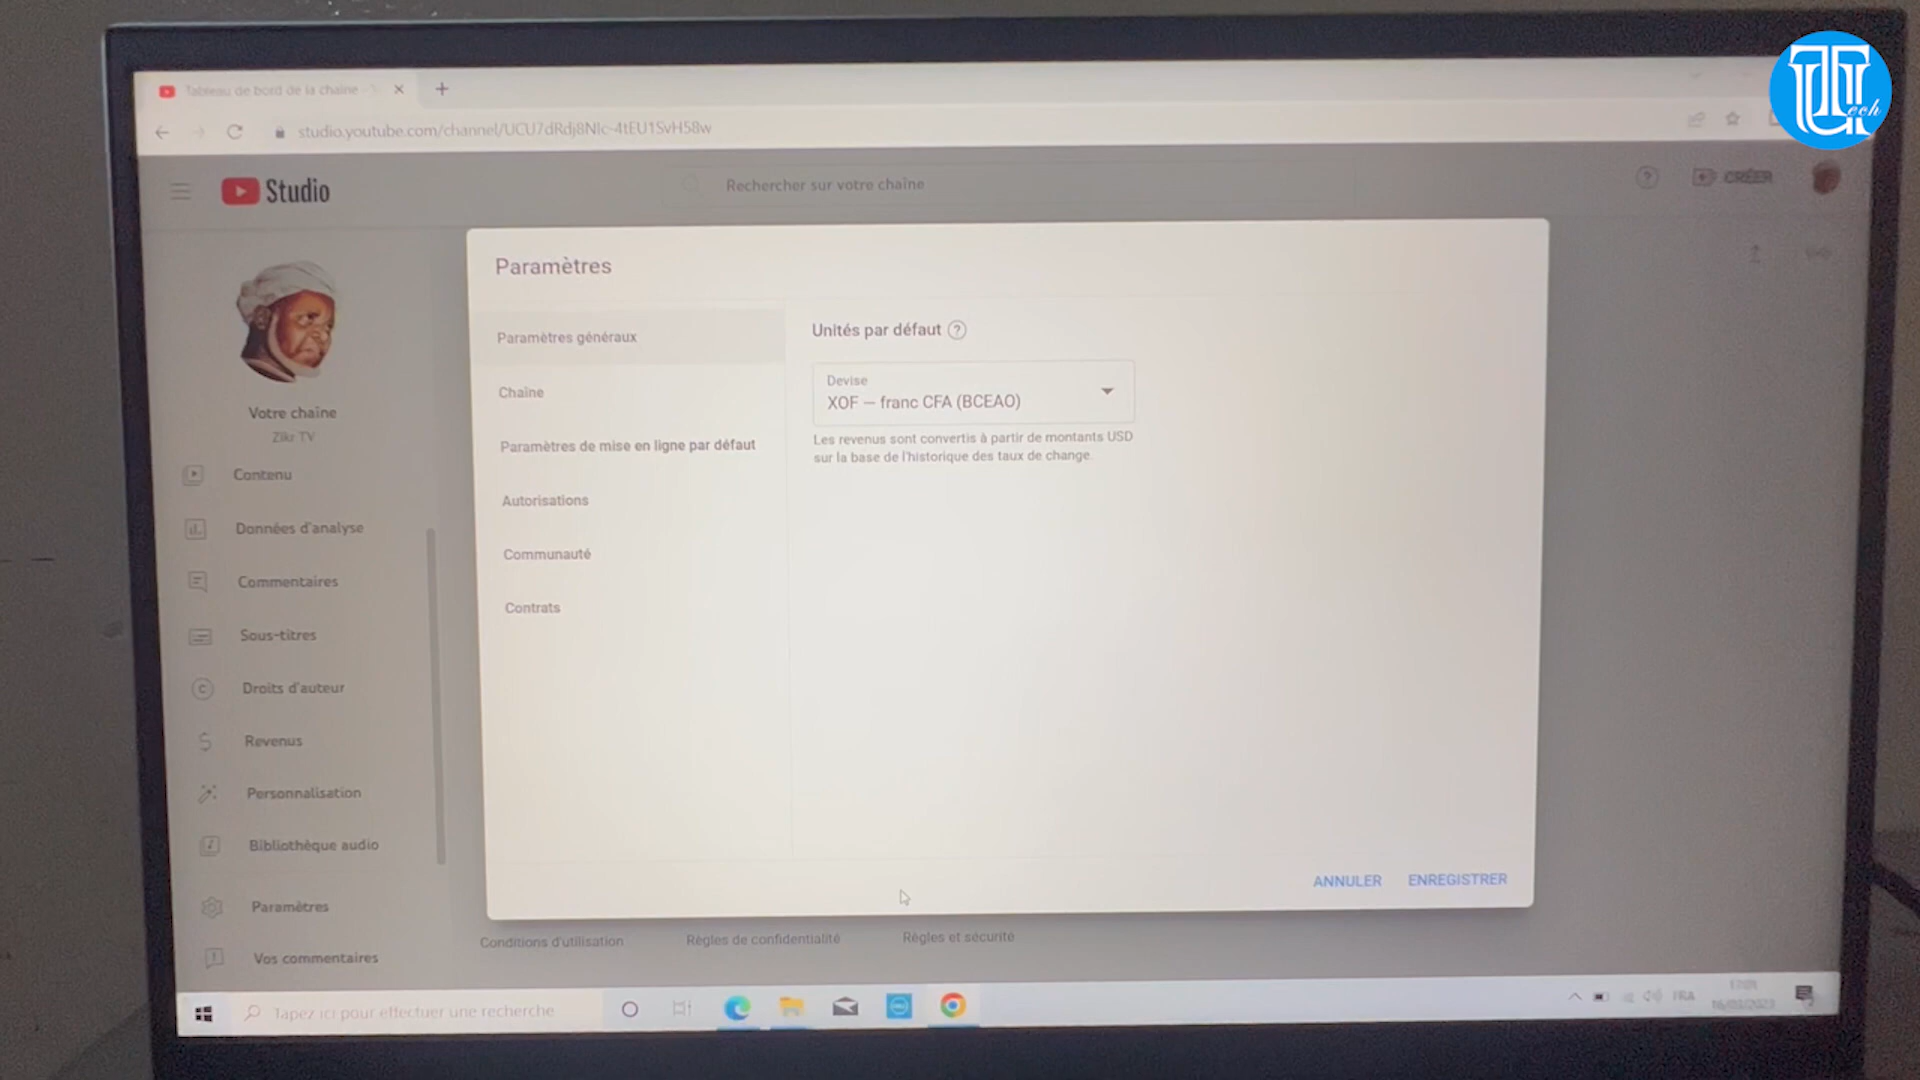 Tableau de bord de la chaîne -
studio.youtube.com/channel/UCU7dRdj8NIc-4tEU1SvH58w
Studio
Rechercher sur votre chaîne
CRÉER
Votre chaîne
Zikr TV
Contenu
Données d'analyse
Commentaires
Sous-titres
Droits d'auteur
Revenus
Personnalisation
Bibliothèque audio
Paramètres
Vos commentaires
Paramètres
Paramètres généraux
Chaîne
Paramètres de mise en ligne par défaut
Autorisations
Communauté
Contrats
Unités par défaut
Devise
XOF – franc CFA (BCEAO)
Les revenus sont convertis à partir de montants USD
sur la base de l'historique des taux de change.
ANNULER ENREGISTRER
Conditions d'utilisation Règles de confidentialité Règles et sécurité
Tapez ici pour effectuer une recherche
FRA